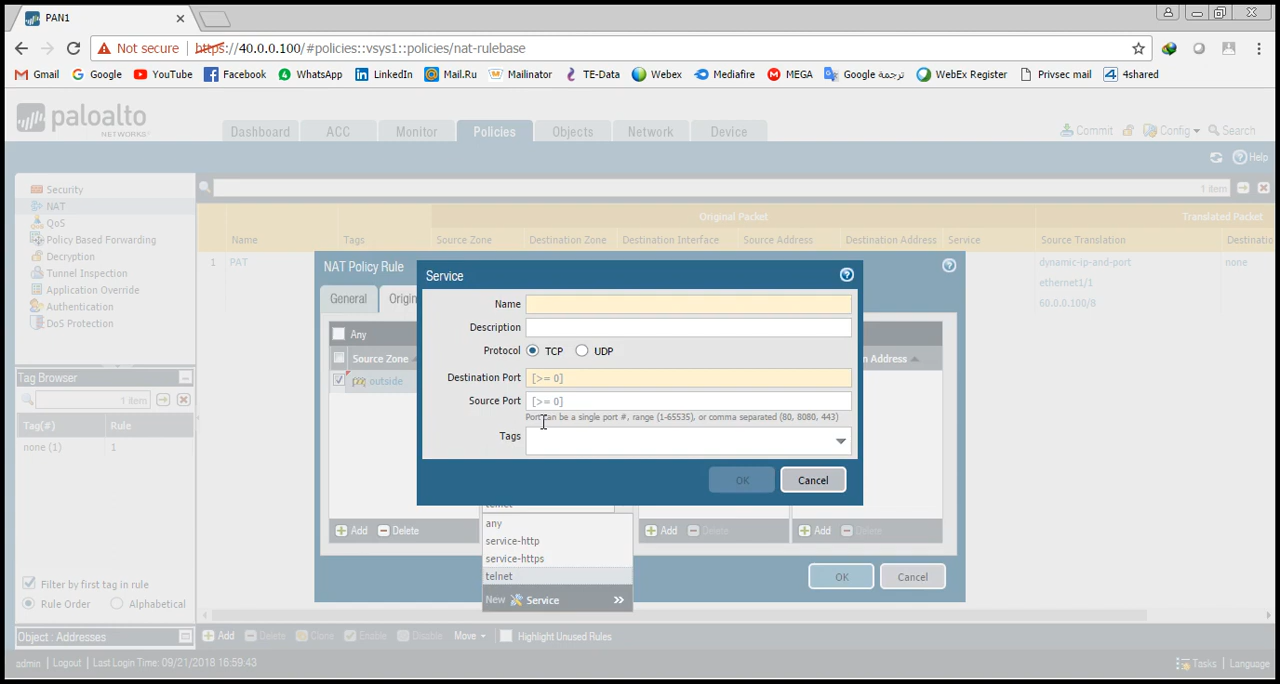 PAN1
Not secure https://40.0.0.100/#policies::vsys1::policies/nat-rulebase
Gmail Google YouTube Facebook WhatsApp LinkedIn Mail.Ru Mailinator TE-Data Webex Mediafire MEGA Google ترجمة WebEx Register Privsec mail 4shared
paloalto
NETWORKS
Dashboard ACC Monitor Policies Objects Network Device
Commit Config Search
Help
Security
NAT
QoS
Policy Based Forwarding
Decryption
Tunnel Inspection
Application Override
Authentication
DoS Protection
1 item
Original Packet Translated Packet
Name Tags Source Zone Destination Zone Destination Interface Source Address Destination Address Service Source Translation
1 PAT dynamic-ip-and-port none
ethernet1/1
60.0.0.100/8
NAT Policy Rule
General
Any
Source Zone
outside
Address
Add Delete
Add Delete
Add Delete
OK Cancel
Service
Name
Description
Protocol TCP UDP
Destination Port [>= 0]
Source Port [>= 0]
Port can be a single port #, range (1-65535), or comma separated (80, 8080, 443)
Tags
OK Cancel
any
service-http
service-https
telnet
New Service
Tag Browser
1 item
Tag(#) Rule
none (1) 1
Filter by first tag in rule
Rule Order Alphabetical
Object : Addresses
Add Delete Clone Enable Disable Move Highlight Unused Rules
admin | Logout | Last Login Time: 09/21/2018 16:59:43
Tasks | Language